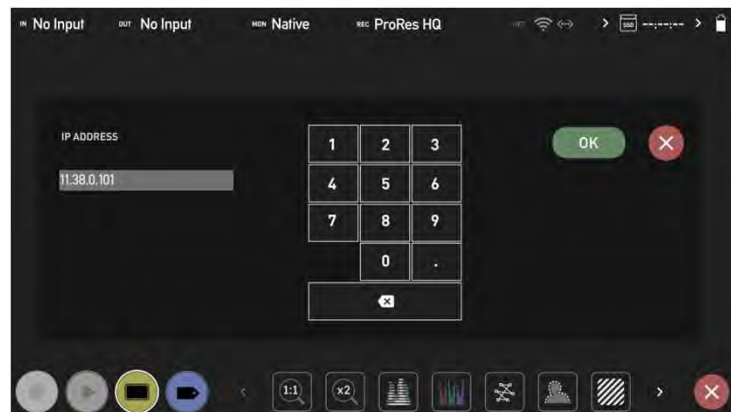 IN No Input OUT No Input MON Native REC ProRes HQ NET > SSD --:--:-- >
IP ADDRESS
11.38.0.101
1 2 3
4 5 6
7 8 9
0 .
OK
1:1 x2